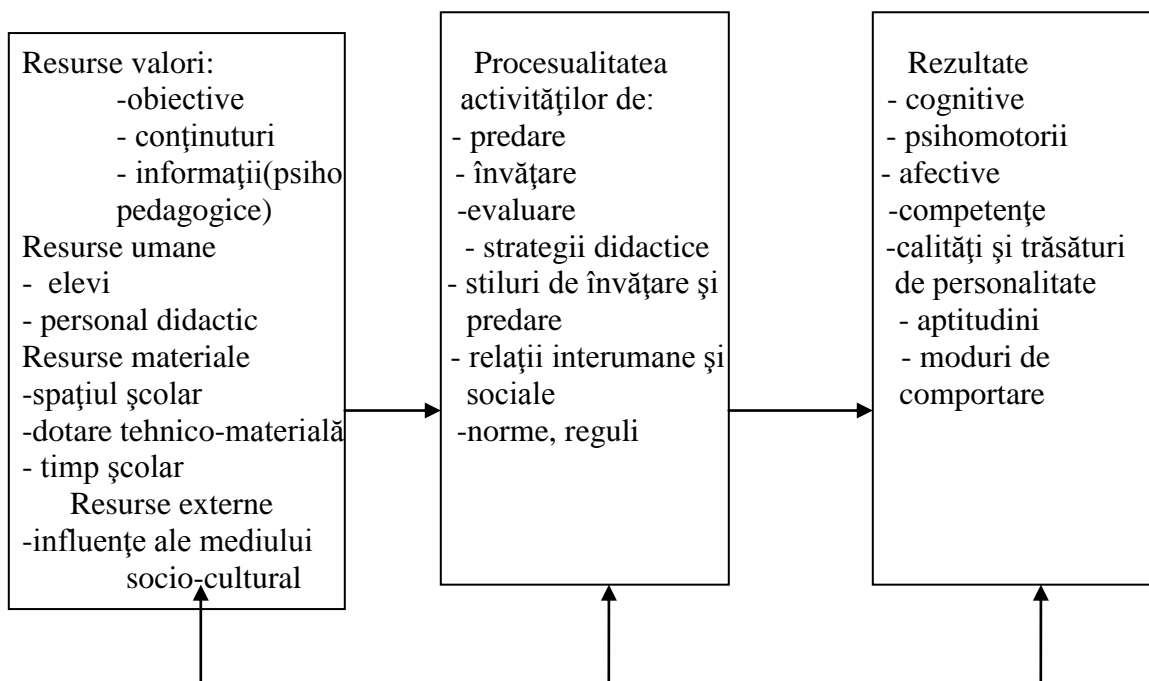 Resurse valori:
-obiective
- conţinuturi
- informaţii(psiho
pedagogice)
Resurse umane
- elevi
- personal didactic
Resurse materiale
-spaţiul şcolar
-dotare tehnico-materială
- timp şcolar
Resurse externe
-influenţe ale mediului
socio-cultural
Procesualitatea
activităţilor de:
- predare
- învăţare
-evaluare
- strategii didactice
- stiluri de învăţare şi
predare
- relaţii interumane şi
sociale
-norme, reguli
Rezultate
- cognitive
- psihomotorii
- afective
-competenţe
-calităţi şi trăsături
de personalitate
- aptitudini
- moduri de
comportare